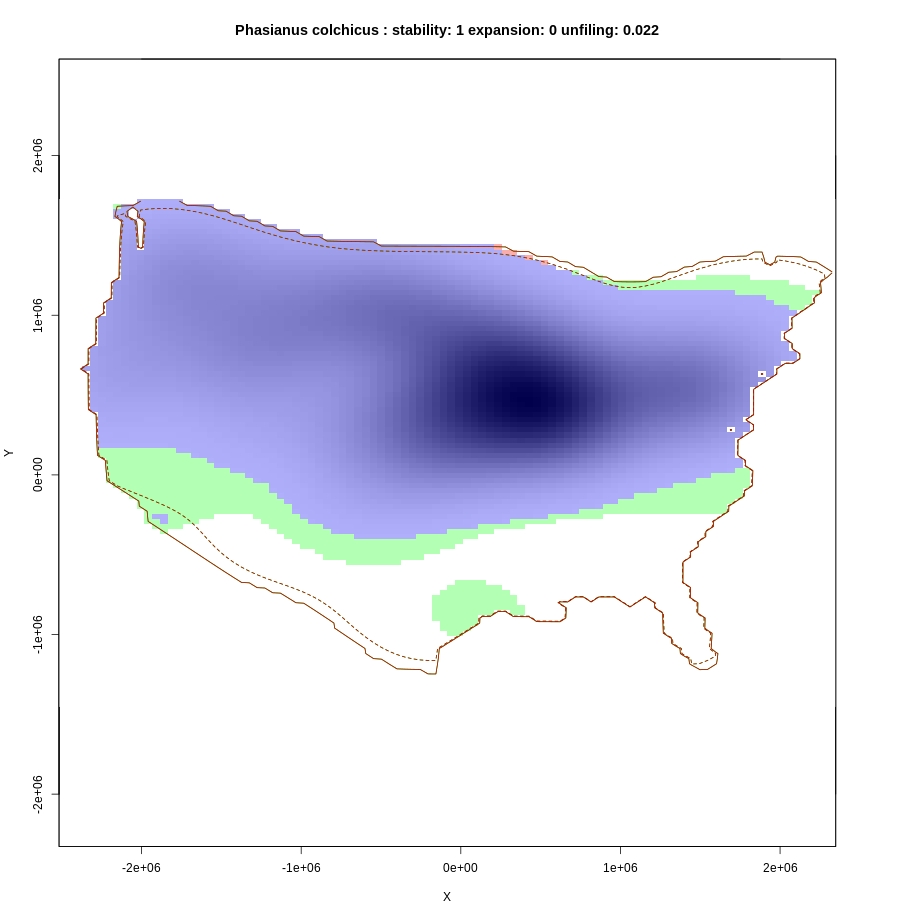 Phasianus colchicus : stability: 1 expansion: 0 unfiling: 0.022
2e+06
1e+06
Y
0e+00
-1e+06
-2e+06
-2e+06 -1e+06 0e+00 1e+06 2e+06
X